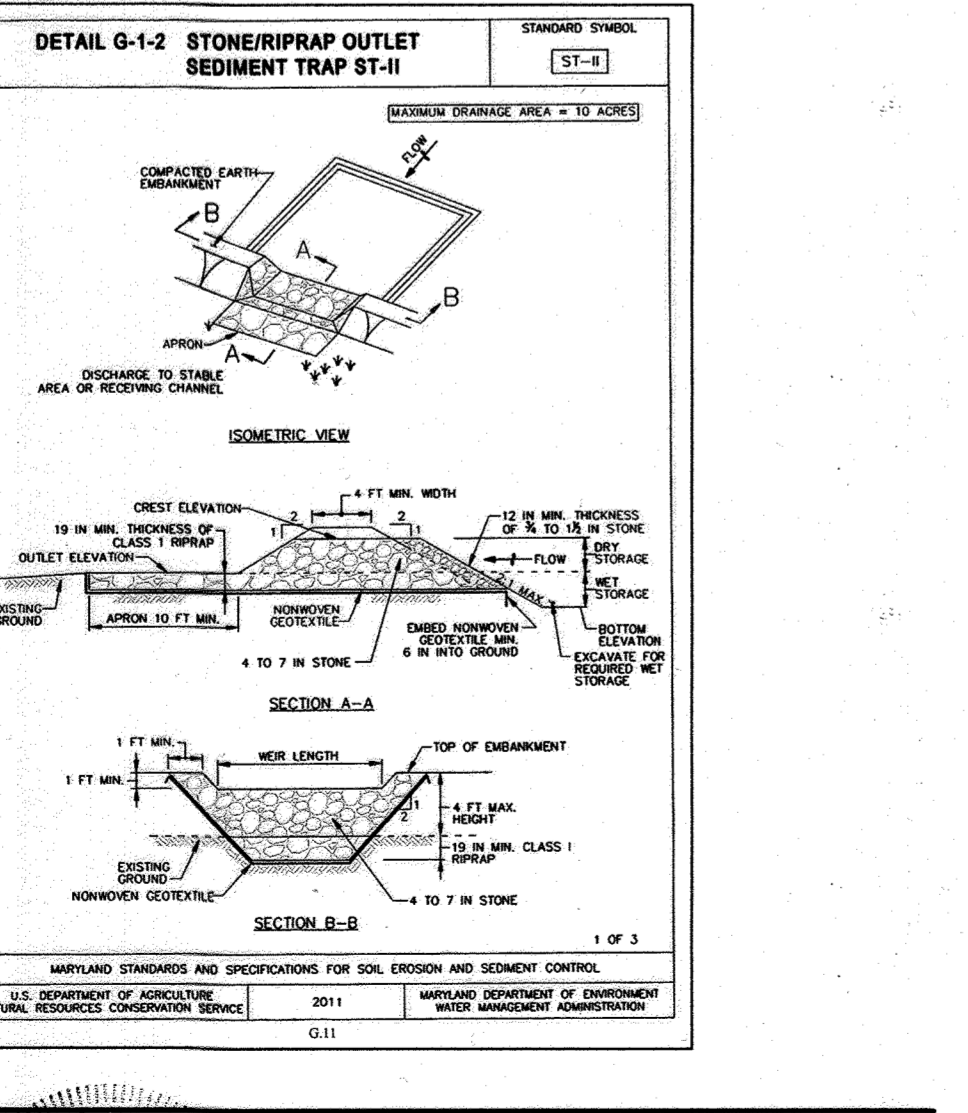 DETAIL G-1-2 STONE/RIPRAP OUTLET
SEDIMENT TRAP ST-II
STANDARD SYMBOL
ST-II
MAXIMUM DRAINAGE AREA = 10 ACRES
FLOW
COMPACTED EARTH
EMBANKMENT
B
A
B
APRON
A
DISCHARGE TO STABLE
AREA OR RECEIVING CHANNEL
ISOMETRIC VIEW
4 FT MIN. WIDTH
CREST ELEVATION
2
1
2
1
12 IN MIN. THICKNESS
OF ¾ TO 1½ IN STONE
19 IN MIN. THICKNESS OF
CLASS 1 RIPRAP
DRY
STORAGE
FLOW
OUTLET ELEVATION
2:1 MAX.
WET
STORAGE
XISTING
GROUND
APRON 10 FT MIN.
NONWOVEN
GEOTEXTILE
EMBED NONWOVEN
GEOTEXTILE MIN.
6 IN INTO GROUND
BOTTOM
ELEVATION
EXCAVATE FOR
REQUIRED WET
STORAGE
4 TO 7 IN STONE
SECTION A-A
1 FT MIN.
WEIR LENGTH
TOP OF EMBANKMENT
1 FT MIN.
1
2
4 FT MAX.
HEIGHT
19 IN MIN. CLASS I
RIPRAP
EXISTING
GROUND
NONWOVEN GEOTEXTILE
4 TO 7 IN STONE
SECTION B-B
1 OF 3
MARYLAND STANDARDS AND SPECIFICATIONS FOR SOIL EROSION AND SEDIMENT CONTROL
U.S. DEPARTMENT OF AGRICULTURE
TURAL RESOURCES CONSERVATION SERVICE
2011
MARYLAND DEPARTMENT OF ENVIRONMENT
WATER MANAGEMENT ADMINISTRATION
G.11